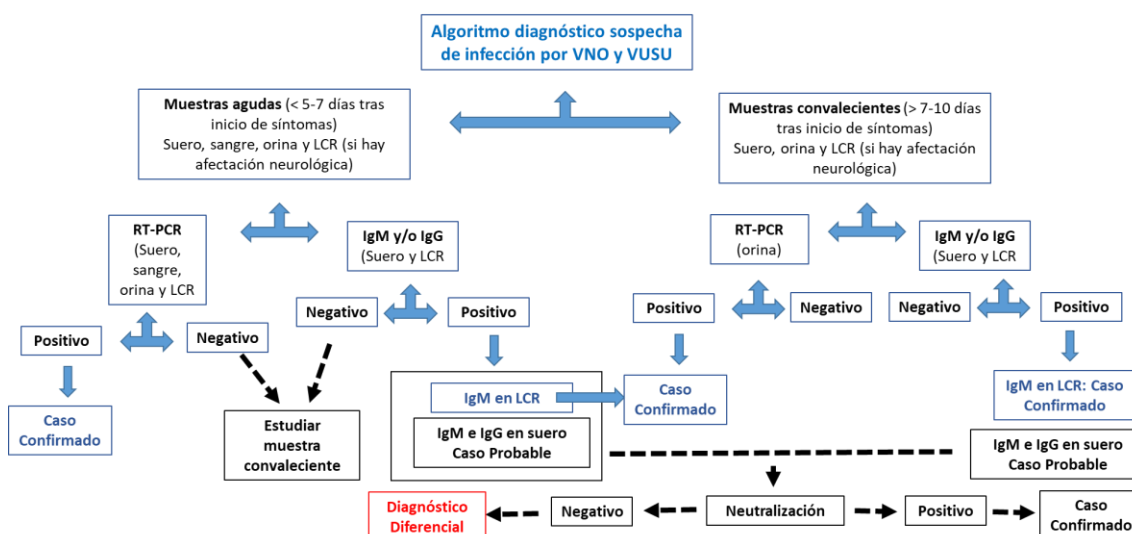 Algoritmo diagnóstico sospecha
de infección por VNO y VUSU
Muestras agudas (< 5-7 días tras
inicio de síntomas)
Suero, sangre, orina y LCR (si hay
afectación neurológica)
Muestras convalecientes (> 7-10 días
tras inicio de síntomas)
Suero, orina y LCR (si hay afectación
neurológica)
RT-PCR
(Suero,
sangre,
orina y LCR
IgM y/o IgG
(Suero y LCR
RT-PCR
(orina)
IgM y/o IgG
(Suero y LCR
Positivo
Negativo
Negativo
Positivo
Positivo
Negativo
Negativo
Positivo
Caso
Confirmado
Estudiar
muestra
convaleciente
IgM en LCR
IgM e IgG en suero
Caso Probable
Caso
Confirmado
IgM en LCR: Caso
Confirmado
IgM e IgG en suero
Caso Probable
Diagnóstico
Diferencial
Negativo
Neutralización
Positivo
Caso
Confirmado